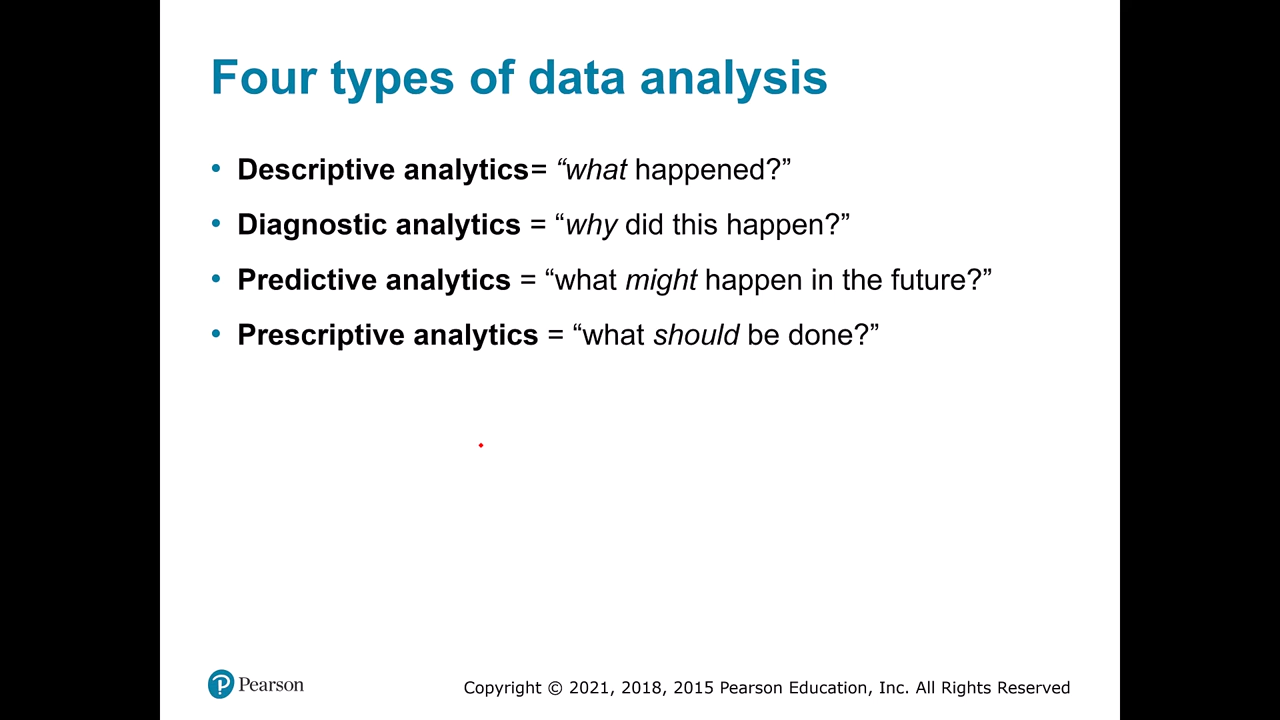 Four types of data analysis
• Descriptive analytics= “what happened?”
• Diagnostic analytics = “why did this happen?”
• Predictive analytics = “what might happen in the future?”
• Prescriptive analytics = “what should be done?”
Pearson
Copyright © 2021, 2018, 2015 Pearson Education, Inc. All Rights Reserved